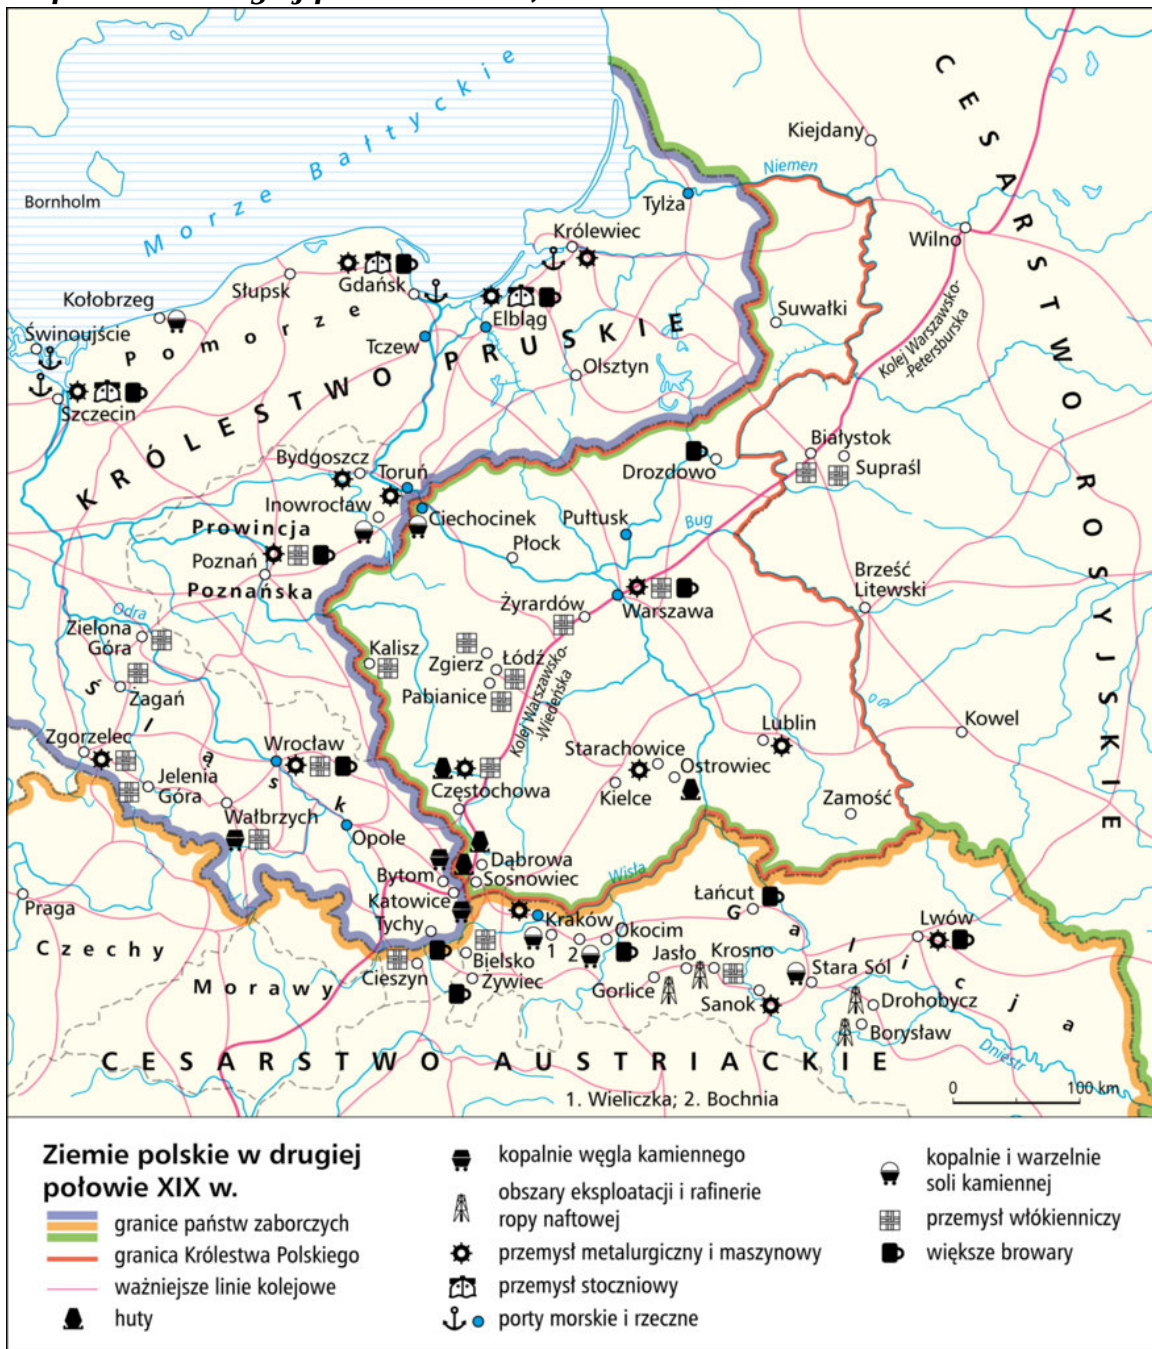 Morze Bałtyckie
Bornholm
CESARSTWO ROSYJSKIE
Kiejdany
Niemen
Tylża
Wilno
Królewiec
Kołobrzeg
Słupsk
Gdańsk
Suwałki
Kolej Warszawsko-
-Petersburska
Świnoujście
Pomorze
Elbląg
Tczew
Olsztyn
KRÓLESTWO PRUSKIE
Szczecin
Białystok
Supraśl
Drozdowo
Bydgoszcz
Toruń
Inowrocław
Ciechocinek
Pułtusk
Bug
Płock
Prowincja
Poznań
Poznańska
Brześć
Litewski
Żyrardów
Warszawa
Odra
Zielona
Góra
Kalisz
Zgierz
Łódź
Pabianice
Kolej Warszawsko-
-Wiedeńska
Żagań
Śląsk
Lublin
Kowel
Zgorzelec
Wrocław
Starachowice
Ostrowiec
Jelenia
Góra
Częstochowa
Kielce
Zamość
Wałbrzych
Opole
Dąbrowa
Bytom
Sosnowiec
Wisła
Katowice
Łańcut
Praga
Tychy
Kraków
Okocim
Lwów
Galicja
1
2
Czechy
Jasło
Krosno
Stara Sól
Bielsko
Cieszyn
Żywiec
Gorlice
Sanok
Morawy
Drohobycz
Borysław
Dniestr
CESARSTWO AUSTRIACKIE
0
100 km
1. Wieliczka; 2. Bochnia
Ziemie polskie w drugiej
połowie XIX w.
granice państw zaborczych
granica Królestwa Polskiego
ważniejsze linie kolejowe
huty
kopalnie węgla kamiennego
obszary eksploatacji i rafinerie
ropy naftowej
przemysł metalurgiczny i maszynowy
przemysł stoczniowy
porty morskie i rzeczne
kopalnie i warzelnie
soli kamiennej
przemysł włókienniczy
większe browary